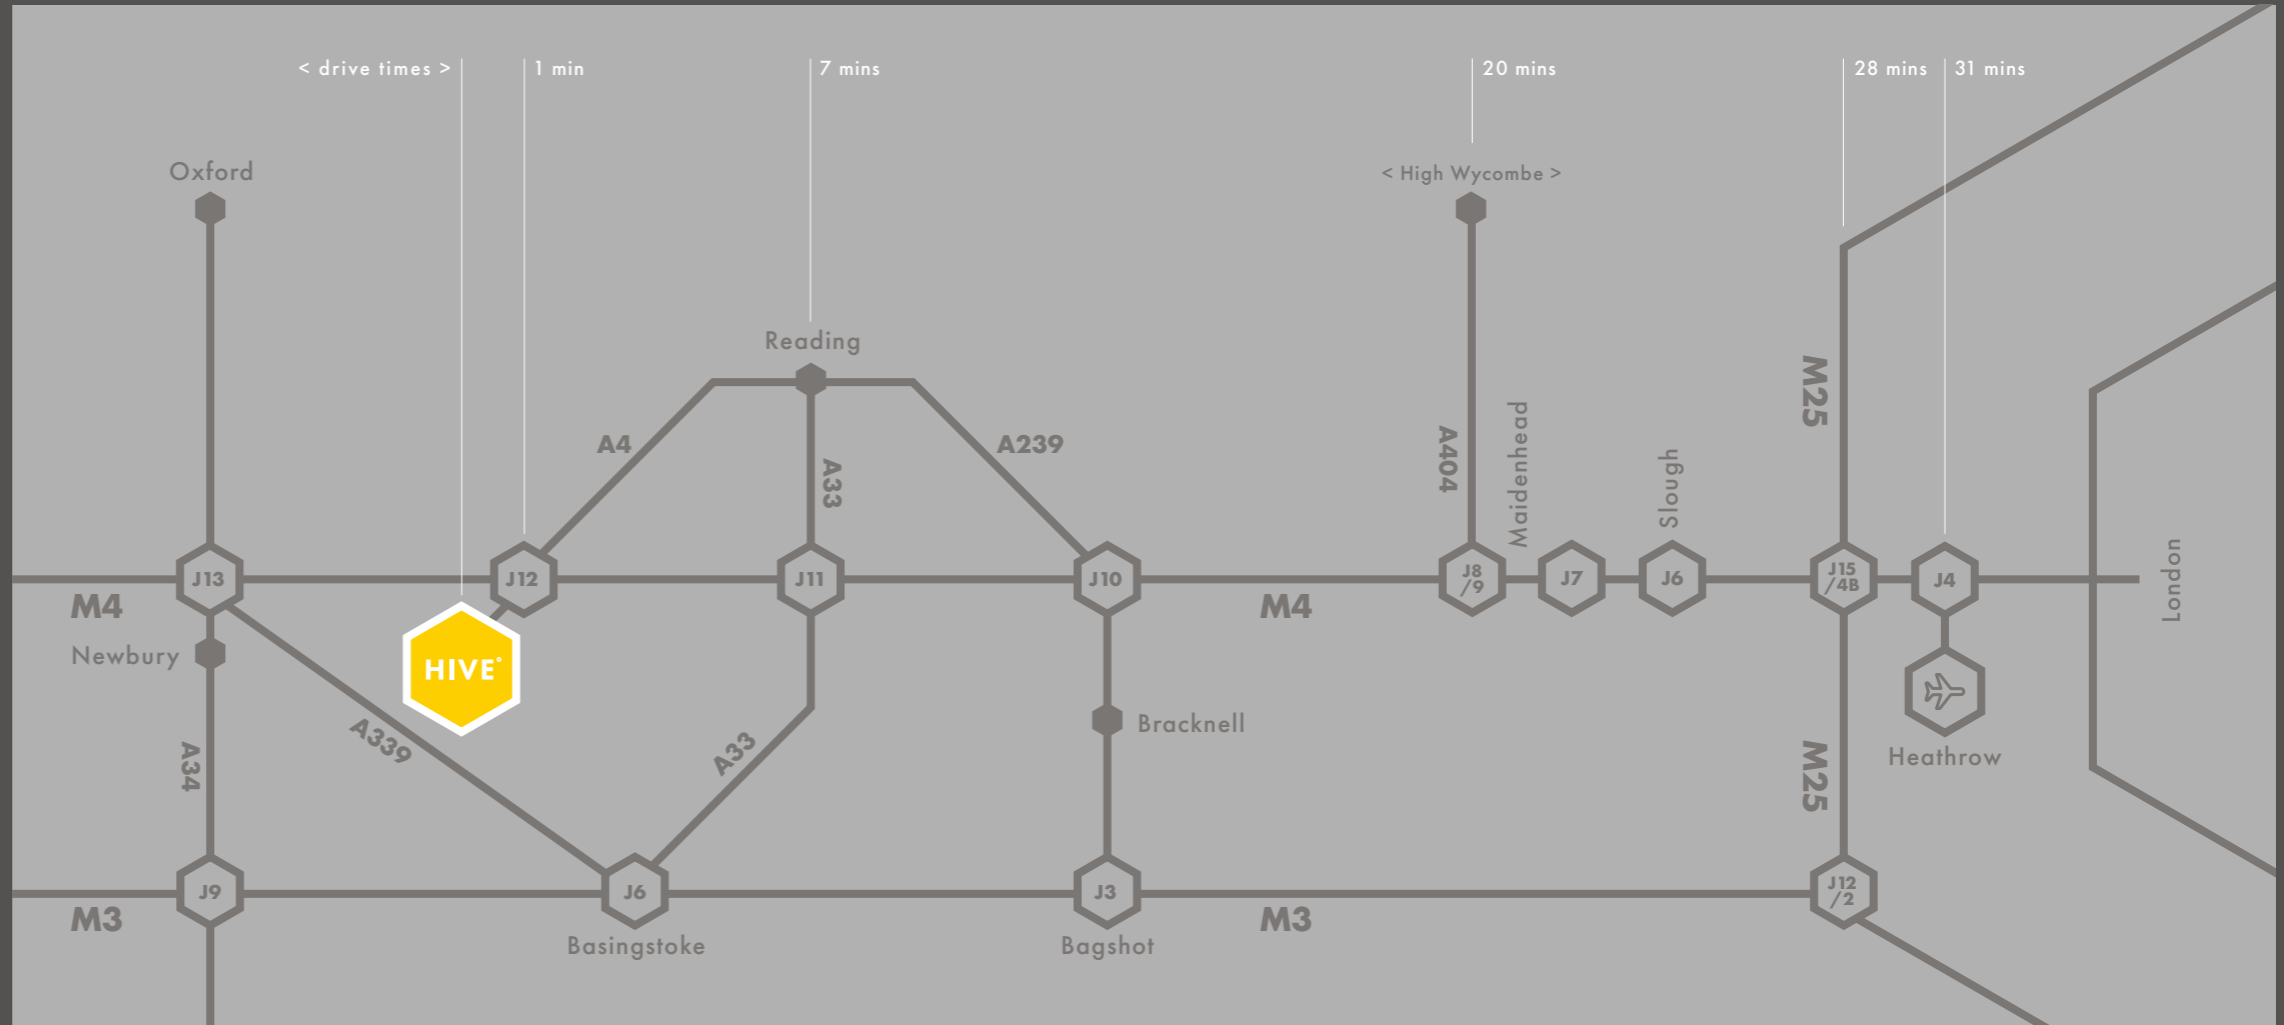 < drive times >
1 min
7 mins
20 mins
28 mins
31 mins
Oxford
< High Wycombe >
Reading
A4
A33
A239
A404
Maidenhead
Slough
M25
London
J13
J12
J11
J10
J8
/9
J7
J6
J15
/4B
J4
M4
M4
Newbury
HIVE°
Bracknell
A34
A339
A33
M25
Heathrow
J9
J6
J3
J12
/2
M3
M3
Basingstoke
Bagshot